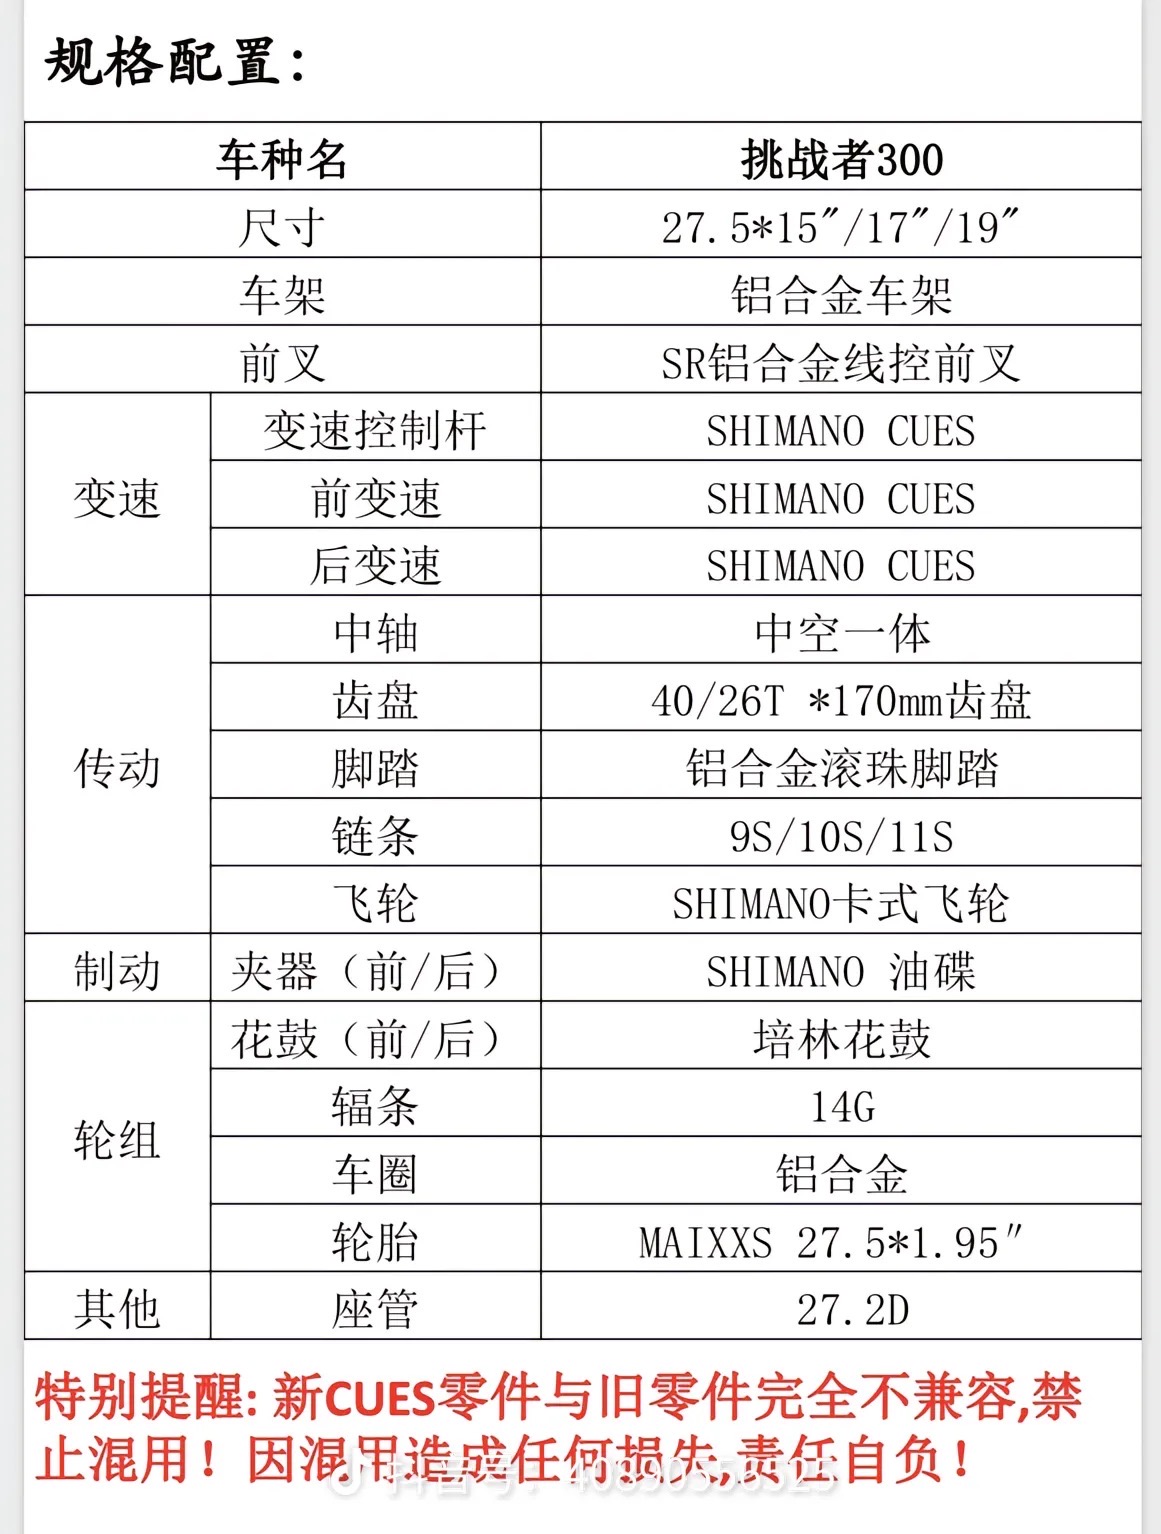 规格配置：
车种名 挑战者300
尺寸 27.5*15″/17″/19″
车架 铝合金车架
前叉 SR铝合金线控前叉
变速 变速控制杆 SHIMANO CUES
前变速 SHIMANO CUES
后变速 SHIMANO CUES
传动 中轴 中空一体
齿盘 40/26T *170mm齿盘
脚踏 铝合金滚珠脚踏
链条 9S/10S/11S
飞轮 SHIMANO卡式飞轮
制动 夹器（前/后） SHIMANO 油碟
轮组 花鼓（前/后） 培林花鼓
辐条 14G
车圈 铝合金
轮胎 MAIXXS 27.5*1.95″
其他 座管 27.2D
特别提醒: 新CUES零件与旧零件完全不兼容,禁
止混用！因混用造成任何损失,责任自负！
抖音号：